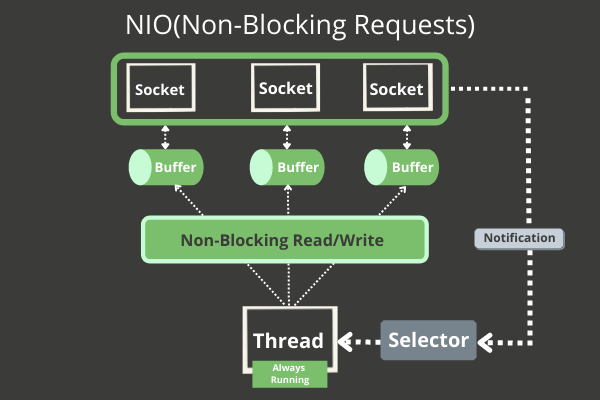 NIO(Non-Blocking Requests)
Socket
Socket
Socket
Buffer
Buffer
Buffer
Non-Blocking Read/Write
Notification
Thread
Selector
Always
Running